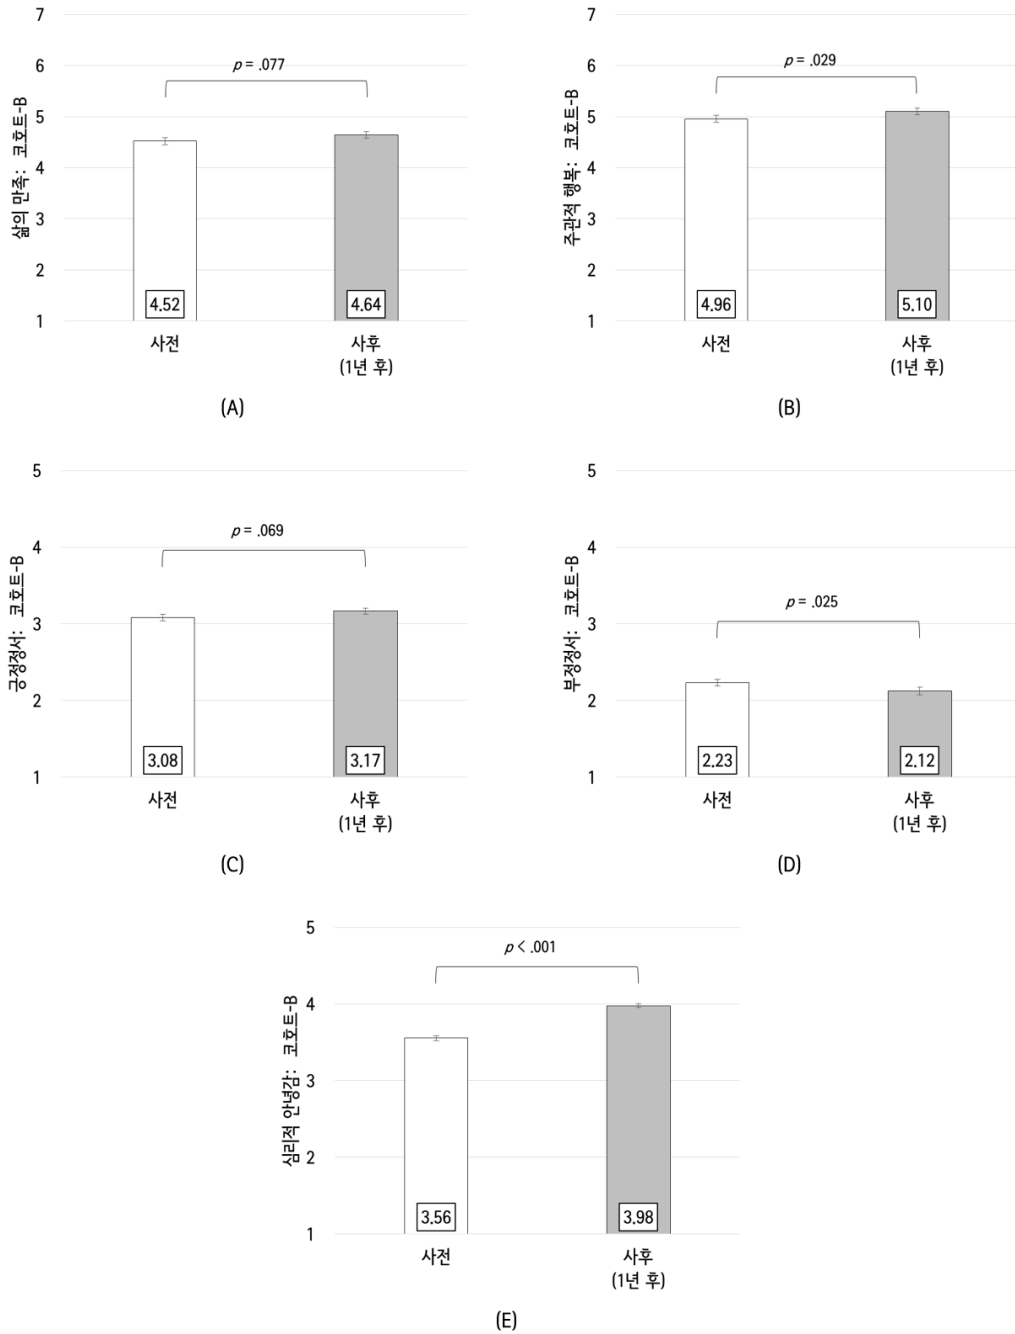 7
6
5
4
3
2
1
삶의 만족: 코호트-B
p = .077
4.52
4.64
사전
사후
(1년 후)
(A)
7
6
5
4
3
2
1
주관적 행복: 코호트-B
p = .029
4.96
5.10
사전
사후
(1년 후)
(B)
5
4
3
2
1
긍정정서: 코호트-B
p = .069
3.08
3.17
사전
사후
(1년 후)
(C)
5
4
3
2
1
부정정서: 코호트-B
p = .025
2.23
2.12
사전
사후
(1년 후)
(D)
5
4
3
2
1
심리적 안녕감: 코호트-B
p < .001
3.56
3.98
사전
사후
(1년 후)
(E)